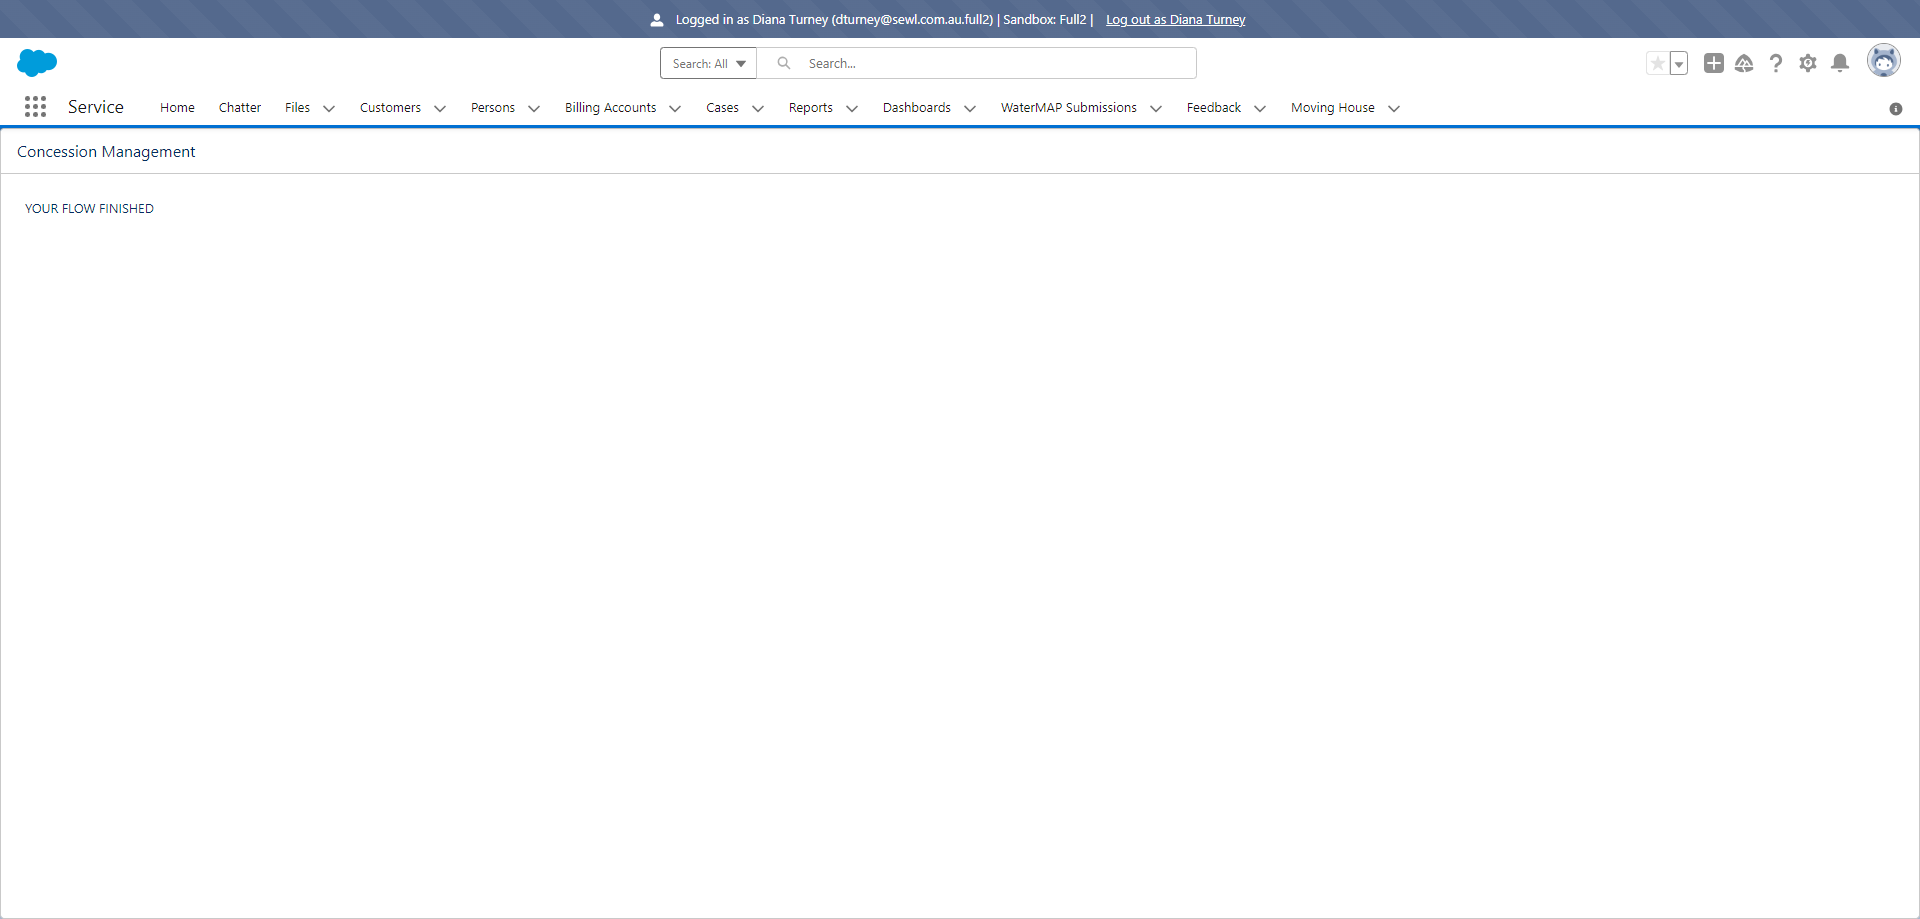 Logged in as Diana Turney (dturney@sewl.com.au.full2) | Sandbox: Full2 | Log out as Diana Turney
Search: All Search...
Service Home Chatter Files Customers Persons Billing Accounts Cases Reports Dashboards WaterMAP Submissions Feedback Moving House
Concession Management
YOUR FLOW FINISHED